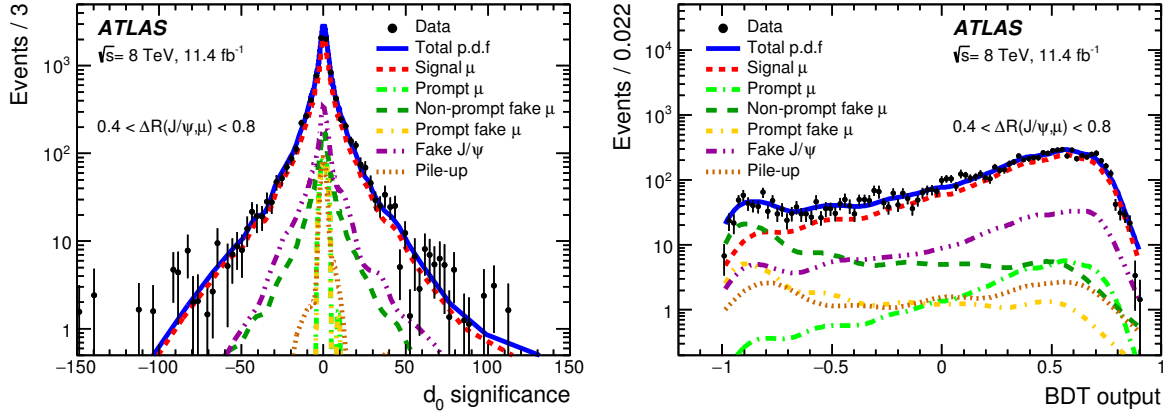 Events / 3
10³
10²
10
1
ATLAS
√s= 8 TeV, 11.4 fb⁻¹
0.4 < ΔR(J/ψ,μ) < 0.8
Data
Total p.d.f
Signal μ
Prompt μ
Non-prompt fake μ
Prompt fake μ
Fake J/ψ
Pile-up
−150 −100 −50 0 50 100 150
d₀ significance
Events / 0.022
10⁴
10³
10²
10
1
Data
Total p.d.f
Signal μ
Prompt μ
Non-prompt fake μ
Prompt fake μ
Fake J/ψ
Pile-up
ATLAS
√s= 8 TeV, 11.4 fb⁻¹
0.4 < ΔR(J/ψ,μ) < 0.8
−1 −0.5 0 0.5 1
BDT output